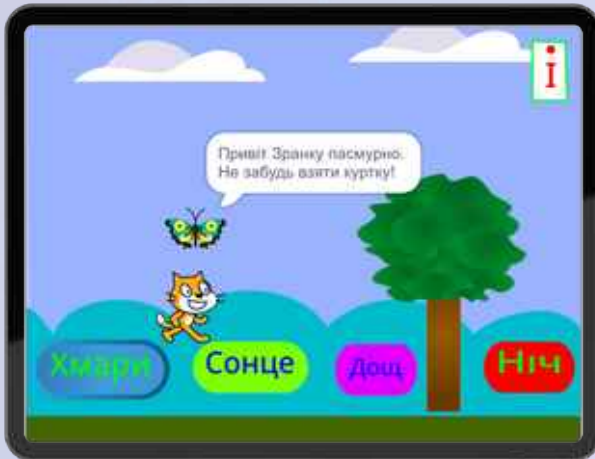 i
Привіт Зранку пасмурно.
Не забудь взяти куртку!
Хмари
Сонце
Дощ
Ніч